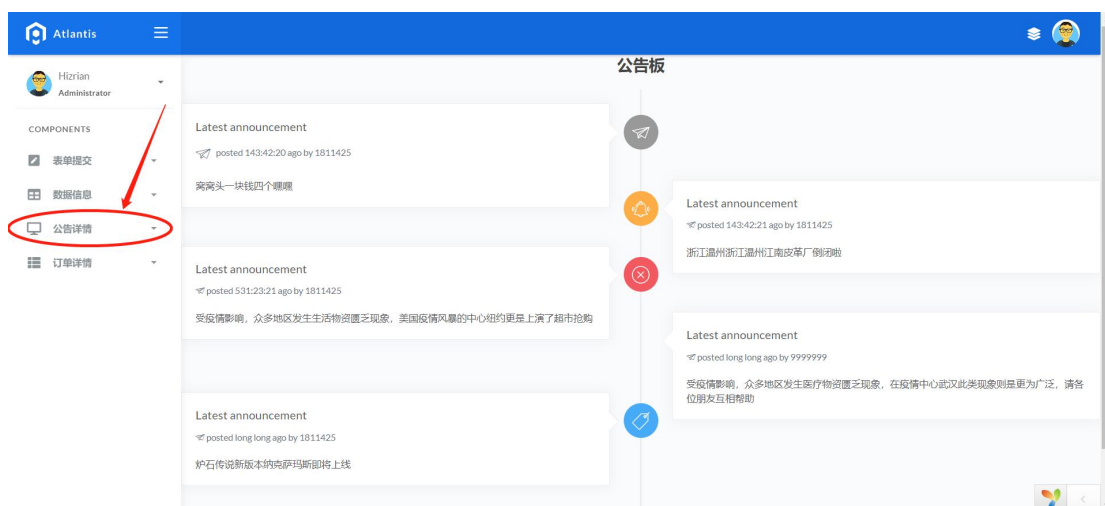 Atlantis
公告板
Hizrian
Administrator
COMPONENTS
表单提交
数据信息
公告详情
订单详情
Latest announcement
posted 143:42:20 ago by 1811425
窝窝头一块钱四个嘿嘿
Latest announcement
posted 143:42:21 ago by 1811425
浙江温州浙江温州江南皮革厂倒闭啦
Latest announcement
posted 531:23:21 ago by 1811425
受疫情影响，众多地区发生生活物资匮乏现象，美国疫情风暴的中心纽约更是上演了超市抢购
Latest announcement
posted long long ago by 9999999
受疫情影响，众多地区发生医疗物资匮乏现象，在疫情中心武汉此类现象则是更为广泛，请各
位朋友互相帮助
Latest announcement
posted long long ago by 1811425
炉石传说新版本纳克萨玛斯即将上线